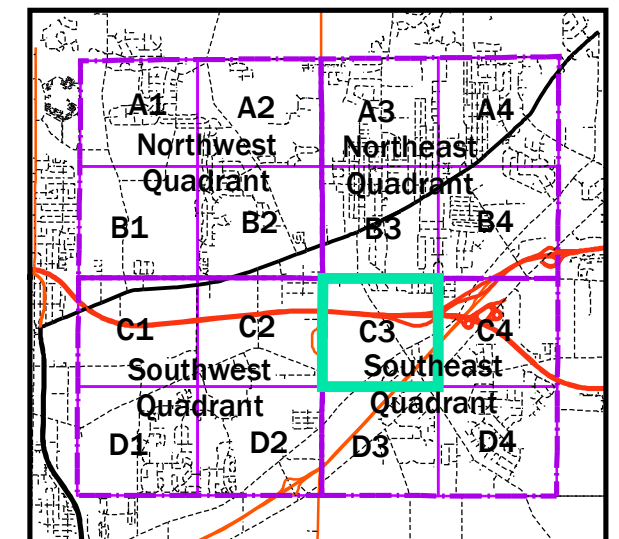 A1 A2 A3 A4
Northwest Northeast
Quadrant Quadrant
B1 B2 B3 B4
C1 C2 C3 C4
Southwest Southeast
Quadrant Quadrant
D1 D2 D3 D4